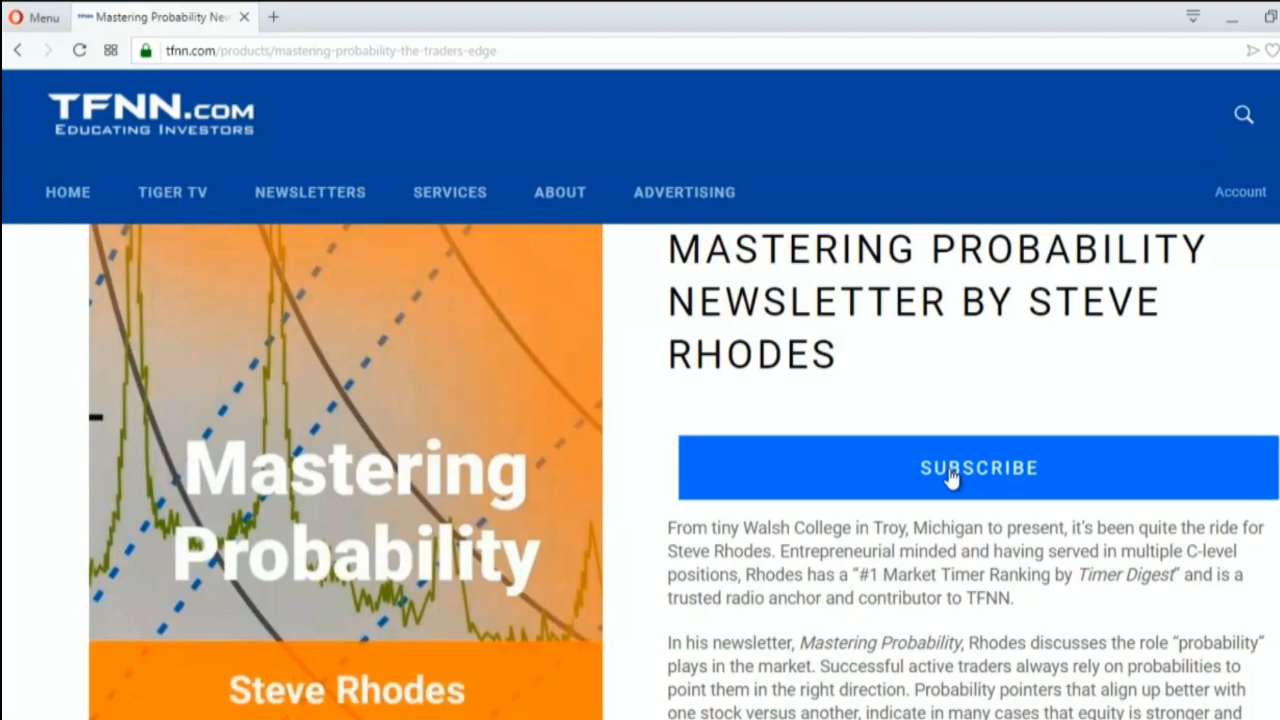 Menu
Mastering Probability New
tfnn.com/products/mastering-probability-the-traders-edge
TFNN.COM
EDUCATING INVESTORS
HOME TIGER TV NEWSLETTERS SERVICES ABOUT ADVERTISING Account
MASTERING PROBABILITY
NEWSLETTER BY STEVE
RHODES
SUBSCRIBE
From tiny Walsh College in Troy, Michigan to present, it's been quite the ride for
Steve Rhodes. Entrepreneurial minded and having served in multiple C-level
positions, Rhodes has a “#1 Market Timer Ranking by Timer Digest” and is a
trusted radio anchor and contributor to TFNN.
In his newsletter, Mastering Probability, Rhodes discusses the role “probability”
plays in the market. Successful active traders always rely on probabilities to
point them in the right direction. Probability pointers that align up better with
one stock versus another, indicate in many cases that equity is stronger and
Mastering
Probability
Steve Rhodes